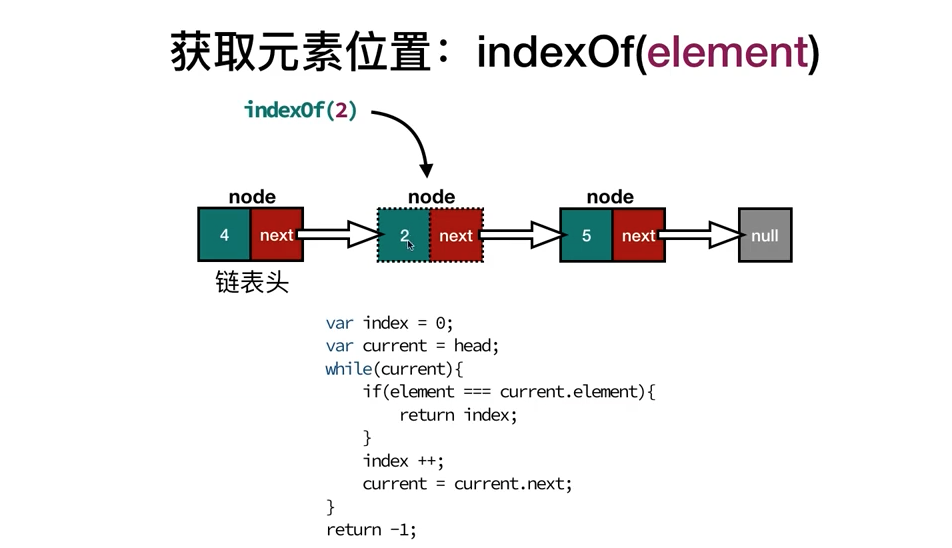 获取元素位置：indexOf(element)
indexOf(2)
node
node
node
4
next
2
next
5
next
null
链表头
var index = 0;
var current = head;
while(current){
    if(element === current.element){
        return index;
    }
    index ++;
    current = current.next;
}
return -1;